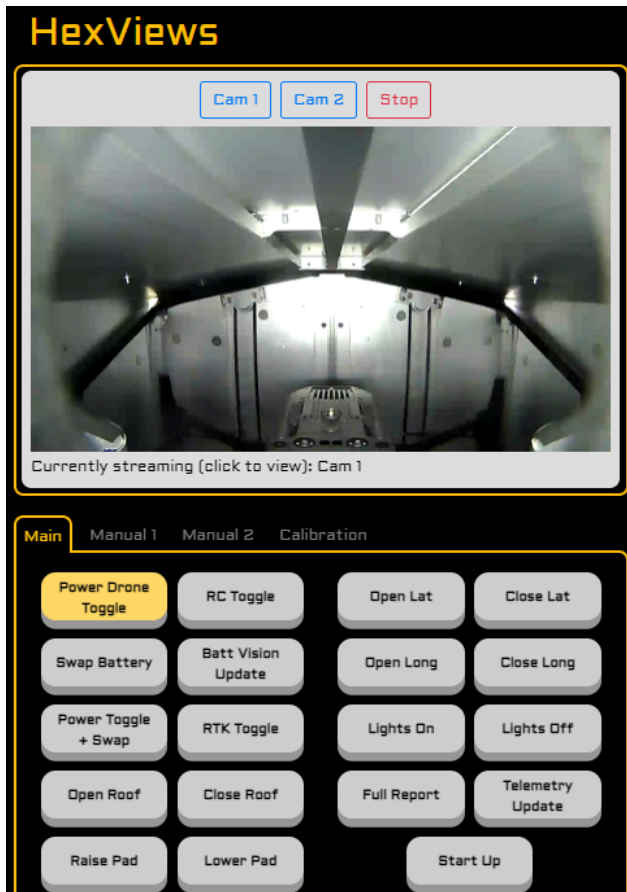 HexViews
Cam 1 Cam 2 Stop
Currently streaming (click to view): Cam 1
Main Manual 1 Manual 2 Calibration
Power Drone
Toggle
RC Toggle
Open Lat
Close Lat
Swap Battery
Batt Vision
Update
Open Long
Close Long
Power Toggle
+ Swap
RTK Toggle
Lights On
Lights Off
Open Roof
Close Roof
Full Report
Telemetry
Update
Raise Pad
Lower Pad
Start Up